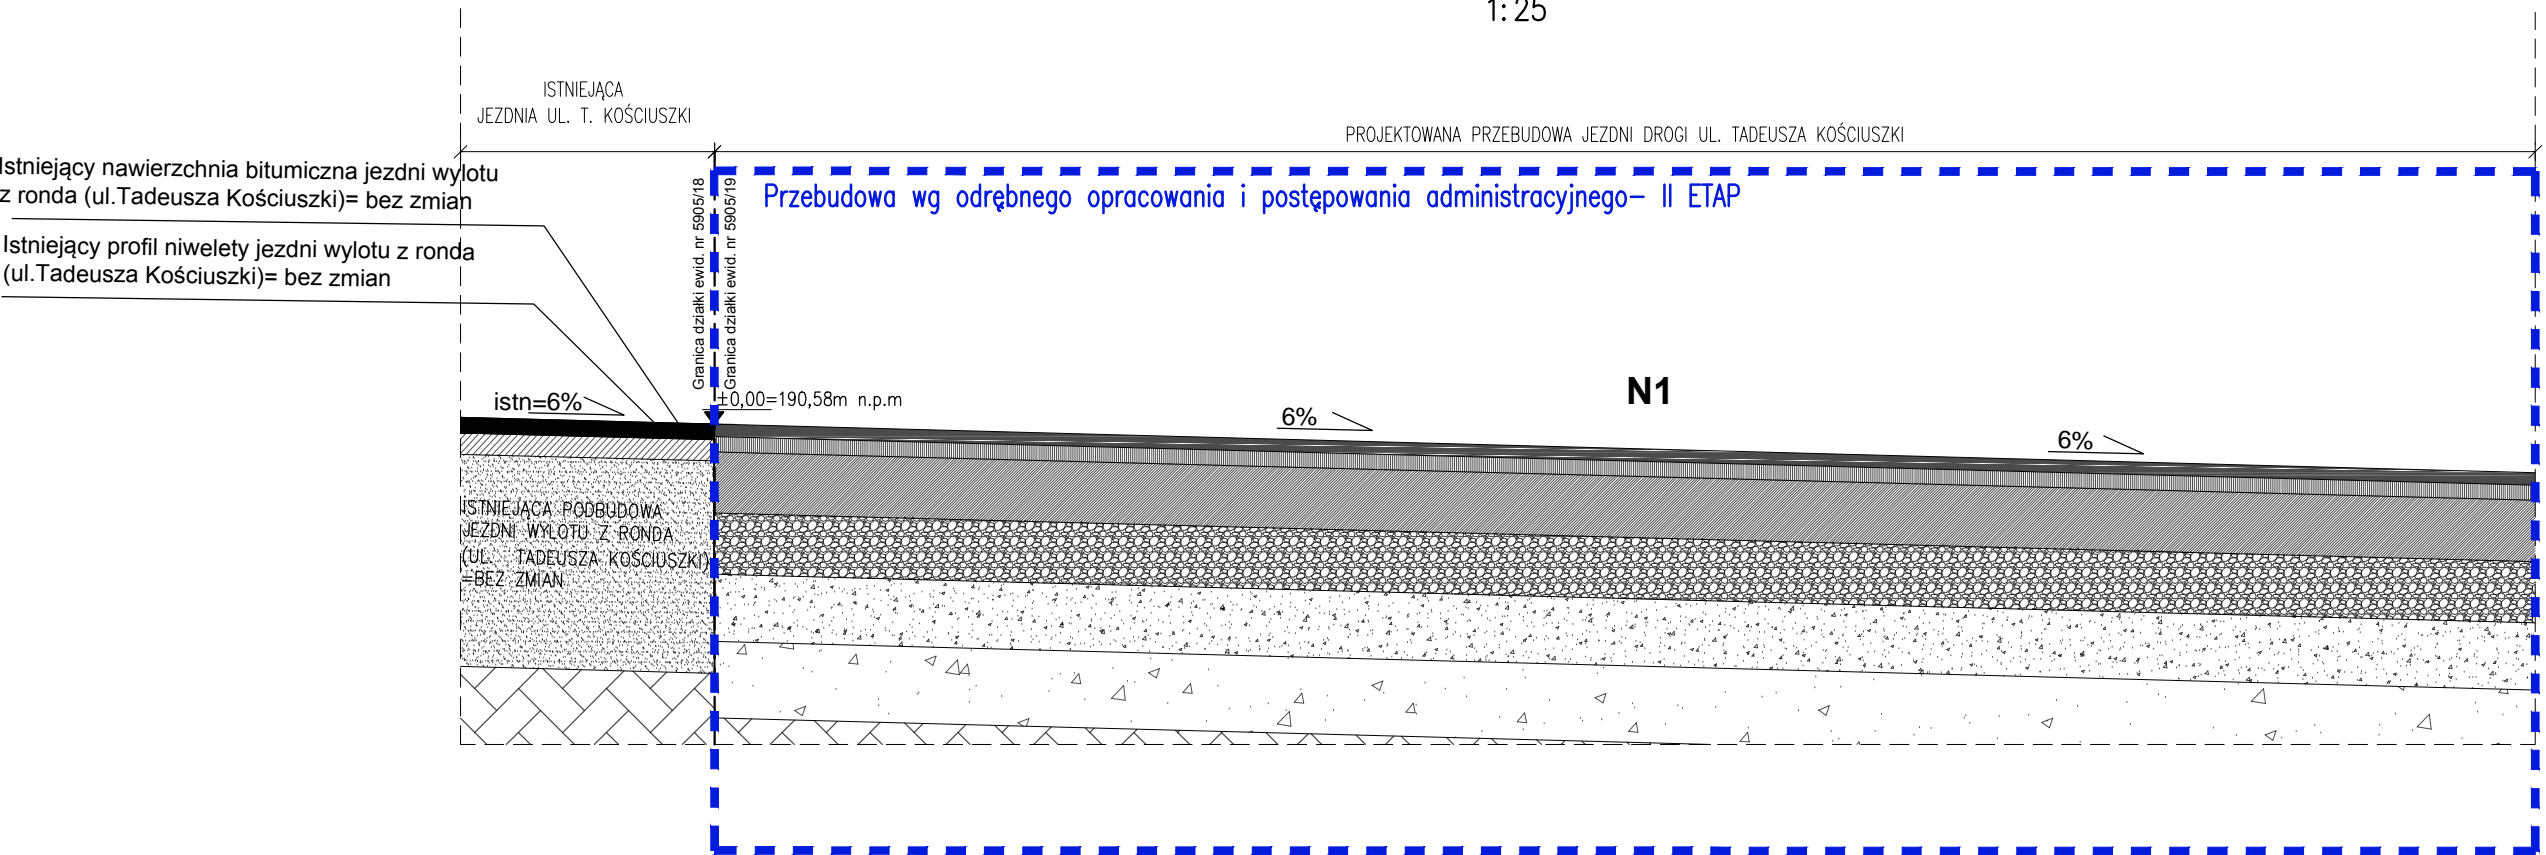 1:25
ISTNIEJĄCA
JEZDNIA UL. T. KOŚCIUSZKI
PROJEKTOWANA PRZEBUDOWA JEZDNI DROGI UL. TADEUSZA KOŚCIUSZKI
Istniejący nawierzchnia bitumiczna jezdni wylotu
z ronda (ul.Tadeusza Kościuszki)= bez zmian
Istniejący profil niwelety jezdni wylotu z ronda
(ul.Tadeusza Kościuszki)= bez zmian
Granica działki ewid. nr 5905/18
Granica działki ewid. nr 5905/19
Przebudowa wg odrębnego opracowania i postępowania administracyjnego– II ETAP
istn=6%
±0,00=190,58m n.p.m
N1
6%
6%
ISTNIEJĄCA PODBUDOWA
JEZDNI WYLOTU Z RONDA
(UL. TADEUSZA KOŚCIUSZKI)
=BEZ ZMIAN